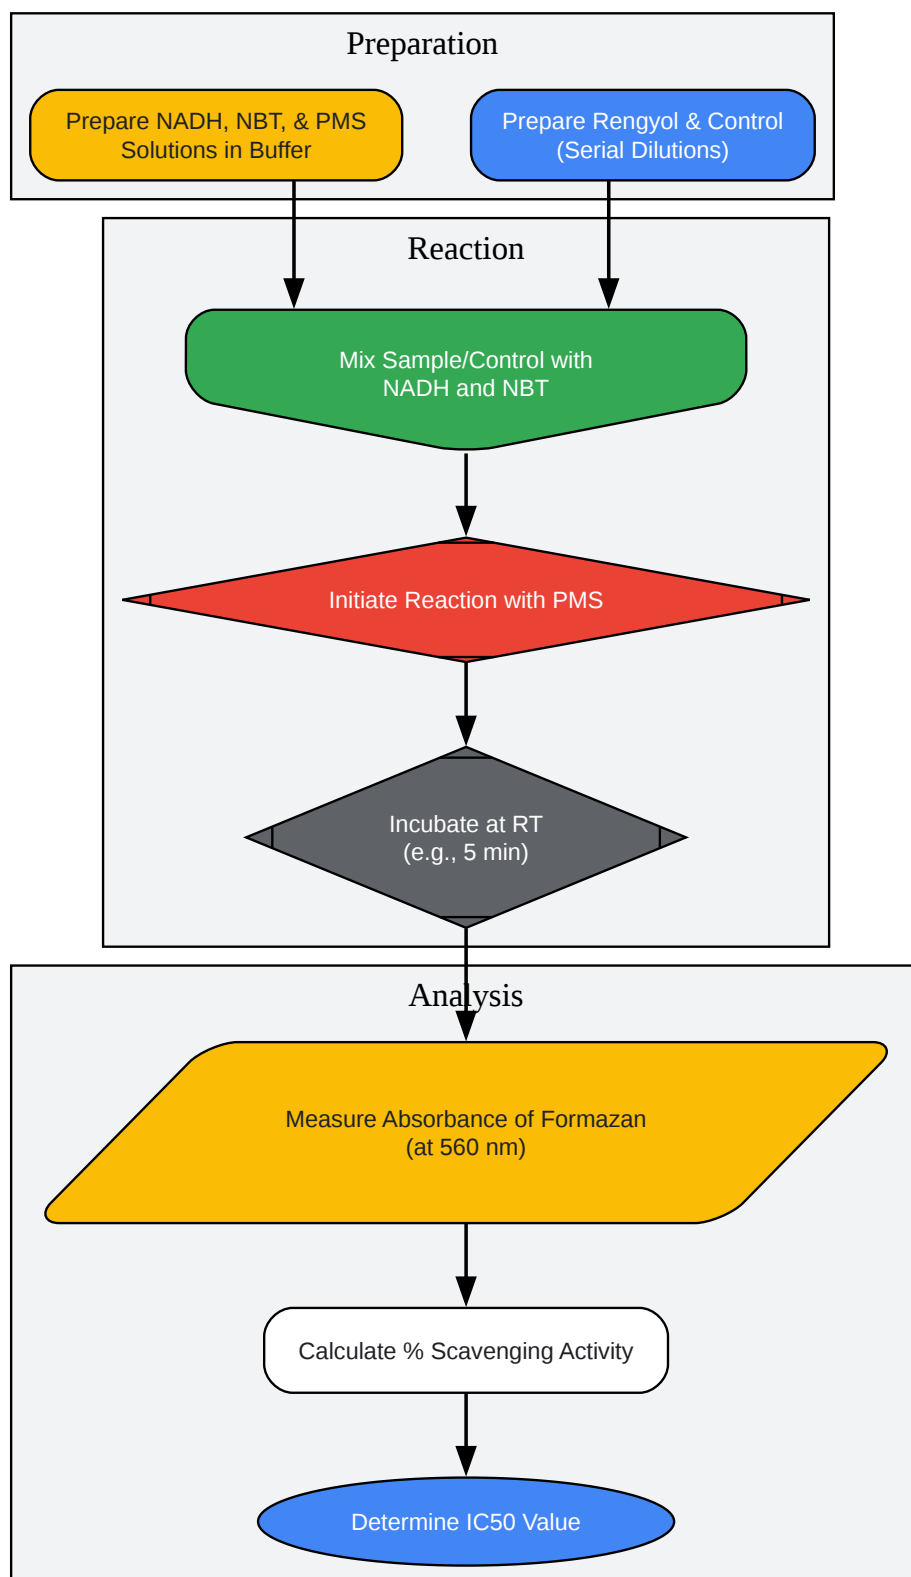 Preparation
Prepare NADH, NBT, & PMS
Solutions in Buffer
Prepare Rengyol & Control
(Serial Dilutions)
Reaction
Mix Sample/Control with
NADH and NBT
Initiate Reaction with PMS
Incubate at RT
(e.g., 5 min)
Analysis
Measure Absorbance of Formazan
(at 560 nm)
Calculate % Scavenging Activity
Determine IC50 Value